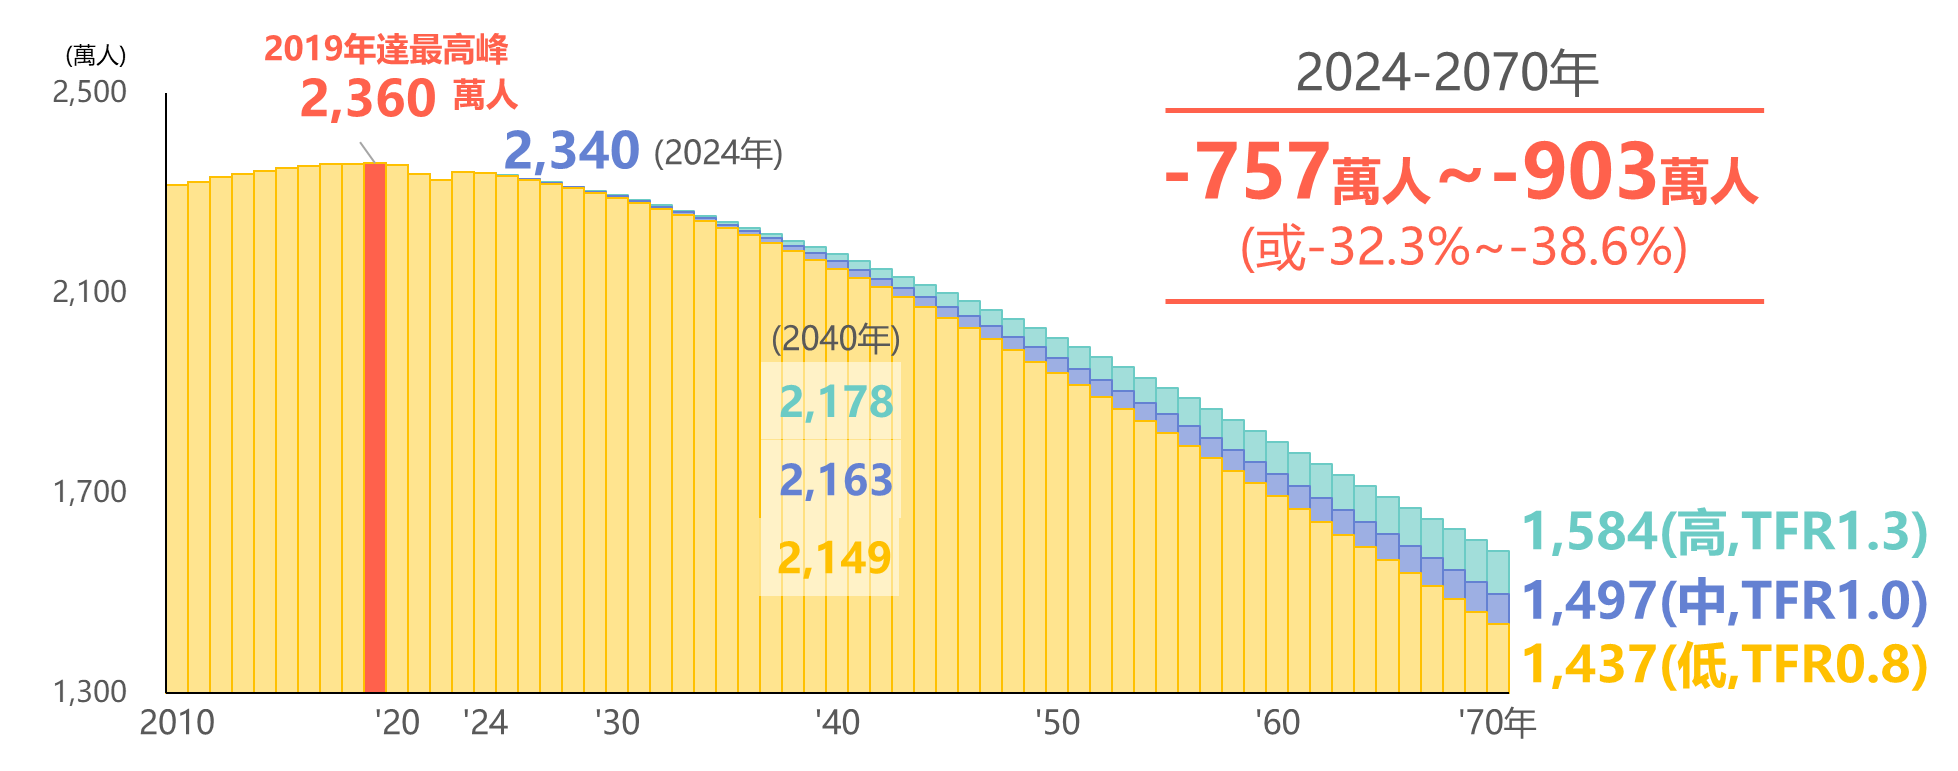 (萬人)
2019年達最高峰
2,360 萬人
2,340 (2024年)
2024-2070年
-757萬人~-903萬人
(或-32.3%~-38.6%)
2,500
2,100
1,700
1,300
(2040年)
2,178
2,163
2,149
1,584(高,TFR1.3)
1,497(中,TFR1.0)
1,437(低,TFR0.8)
2010 '20 '24 '30 '40 '50 '60 '70年